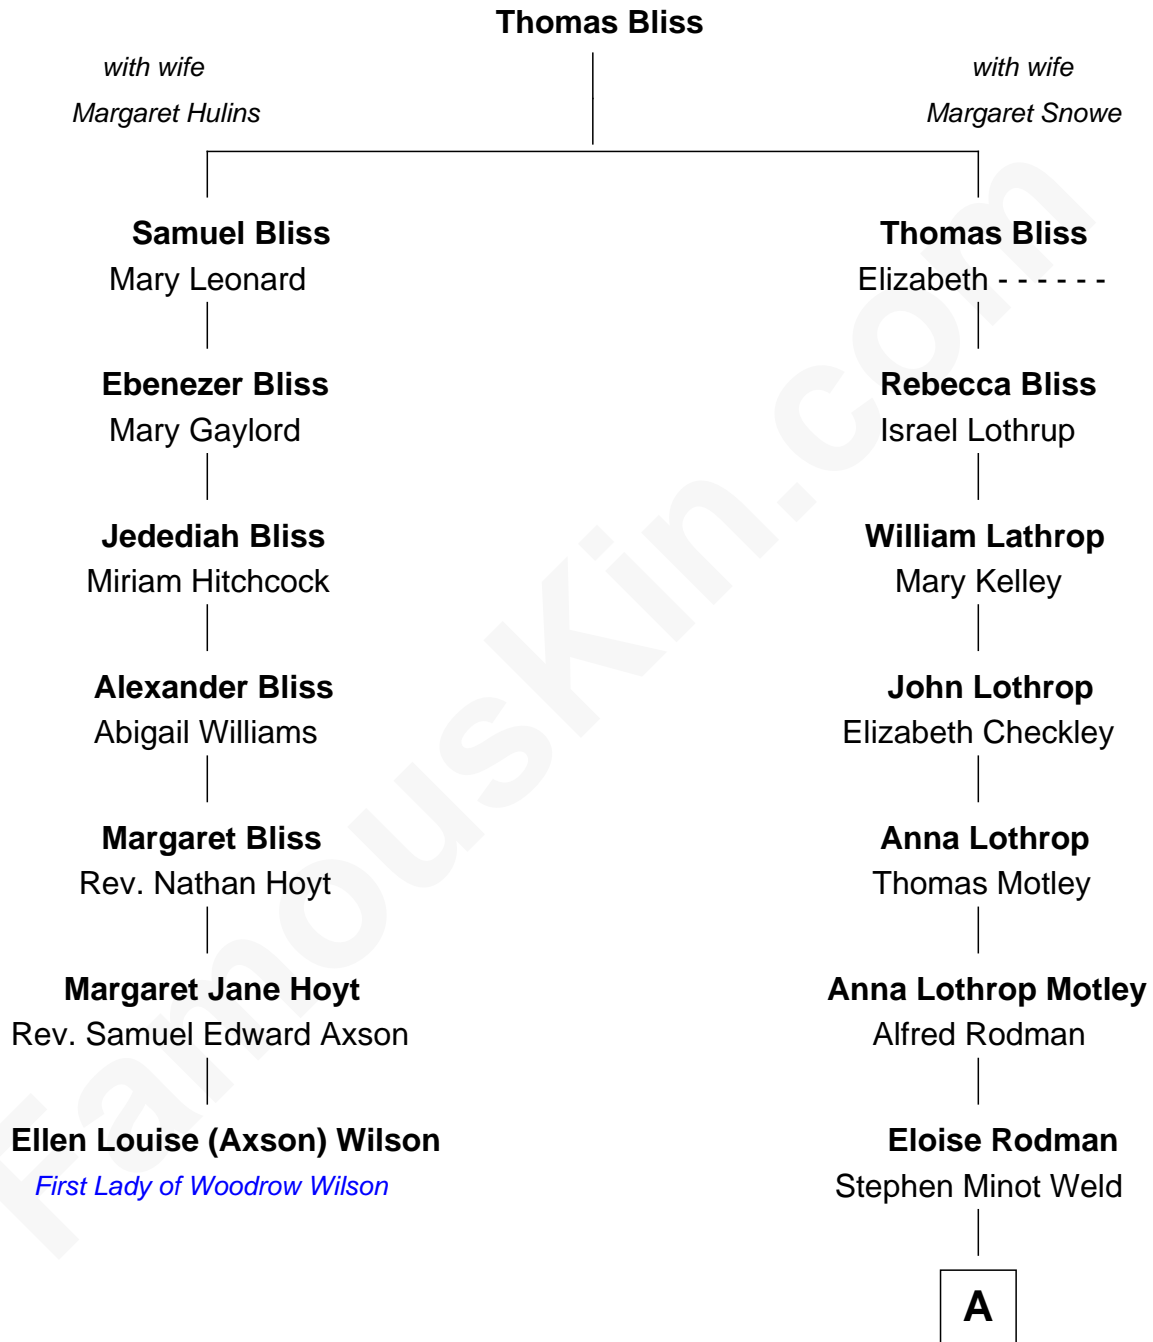 Thomas Bliss
with wife
with wife
Margaret Hulins
Margaret Snowe
Samuel Bliss
Thomas Bliss
Mary Leonard
Elizabeth - - - - - -
Ebenezer Bliss
Rebecca Bliss
Mary Gaylord
Israel Lothrup
Jedediah Bliss
William Lathrop
Miriam Hitchcock
Mary Kelley
Alexander Bliss
John Lothrop
Abigail Williams
Elizabeth Checkley
Margaret Bliss
Anna Lothrop
Rev. Nathan Hoyt
Thomas Motley
Margaret Jane Hoyt
Anna Lothrop Motley
Rev. Samuel Edward Axson
Alfred Rodman
Ellen Louise (Axson) Wilson
Eloise Rodman
First Lady of Woodrow Wilson
Stephen Minot Weld
A
FamousKin.com